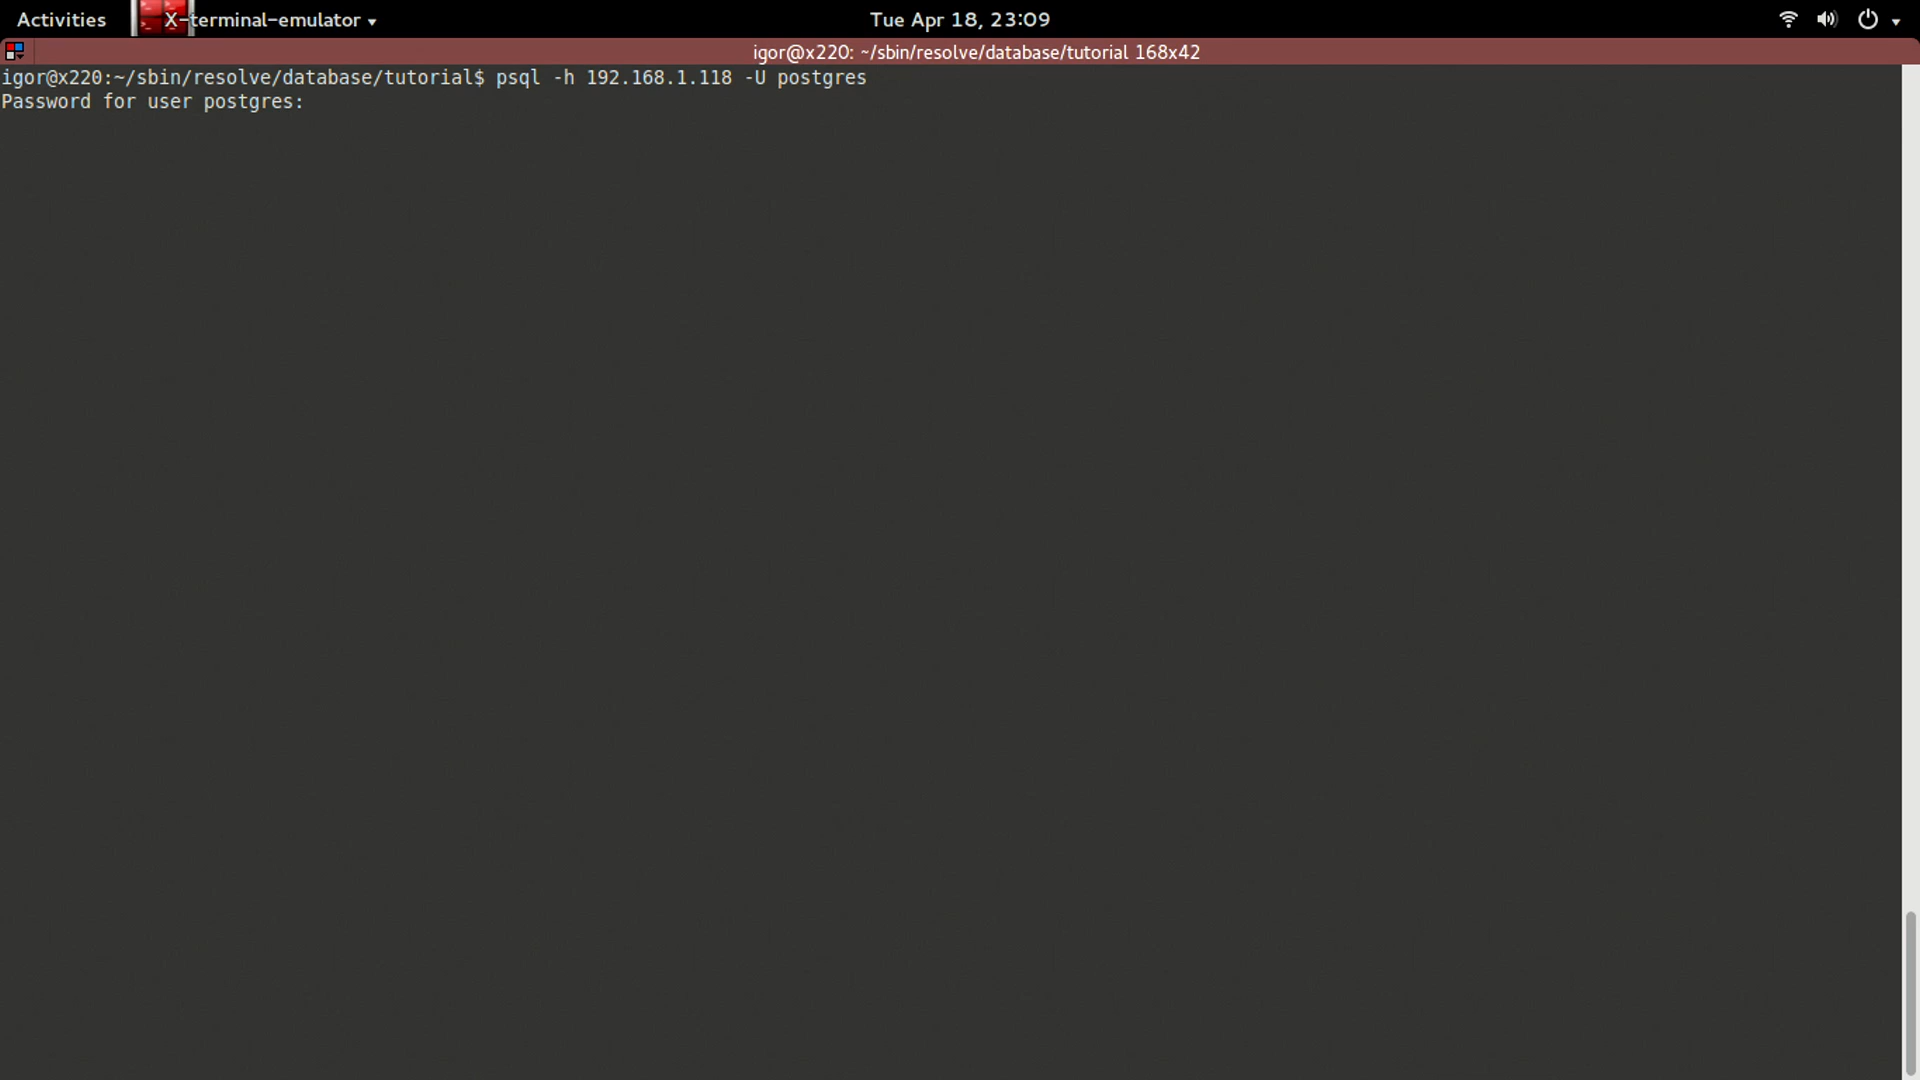 Activities X-terminal-emulator Tue Apr 18, 23:09
igor@x220: ~/sbin/resolve/database/tutorial 168x42
igor@x220:~/sbin/resolve/database/tutorial$ psql -h 192.168.1.118 -U postgres
Password for user postgres: